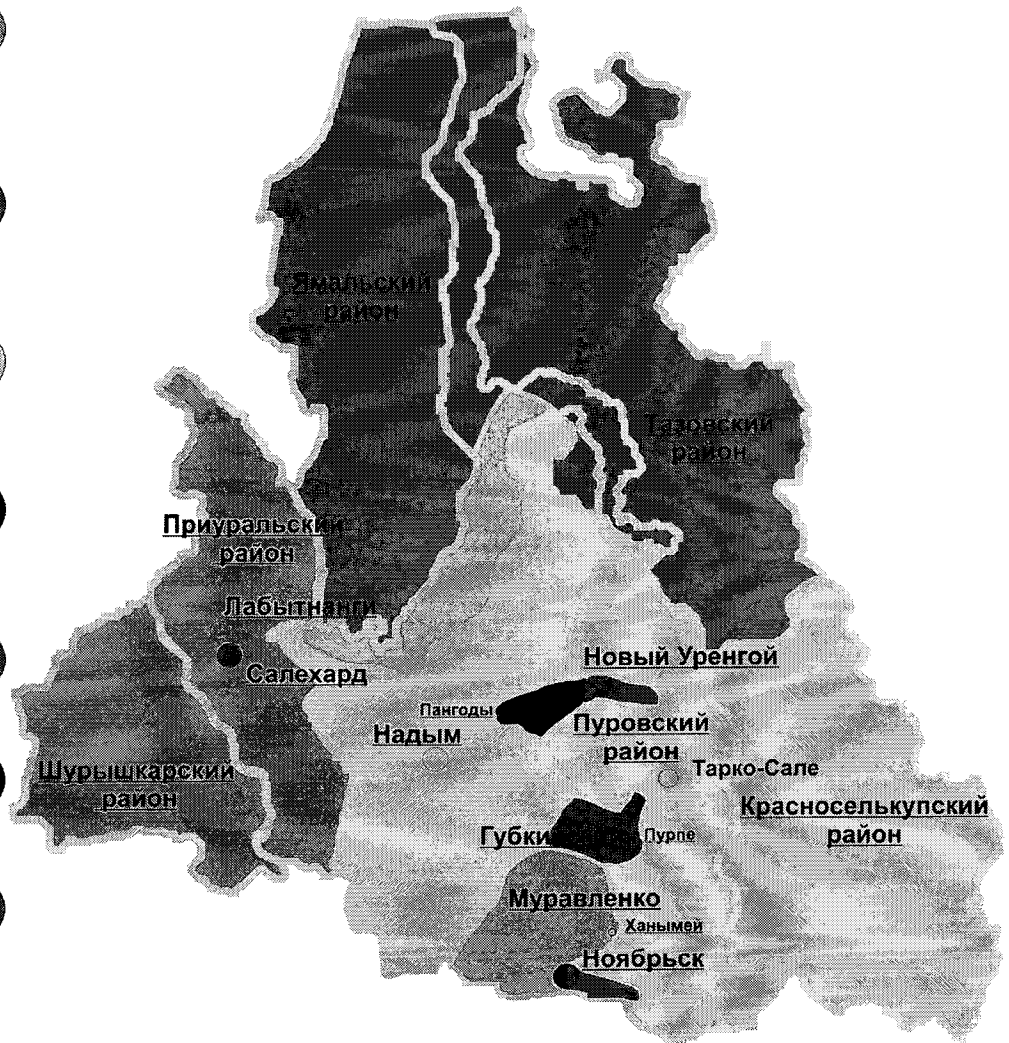 Ямальский
район
Тазовский
район
Приуральский
район
Лабытнанги
Салехард
Новый Уренгой
Пангоды
Надым
Пуровский
район
Тарко-Сале
Шурышкарский
район
Красноселькупский
район
Губки
Пурпе
Муравленко
Ханымей
Ноябрьск